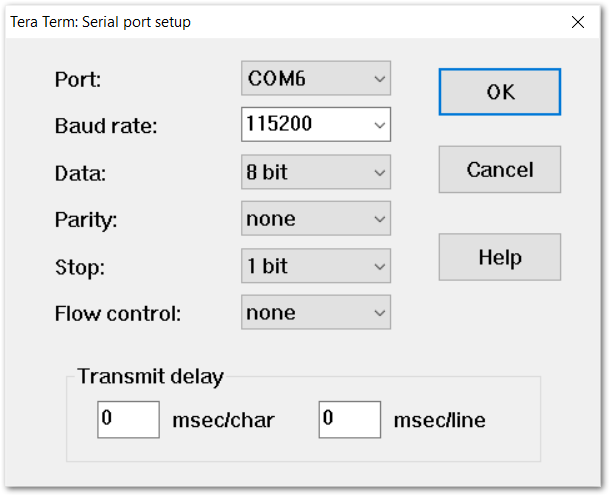 Tera Term: Serial port setup
Port: COM6 OK
Baud rate: 115200
Data: 8 bit Cancel
Parity: none
Stop: 1 bit Help
Flow control: none
Transmit delay
0 msec/char 0 msec/line